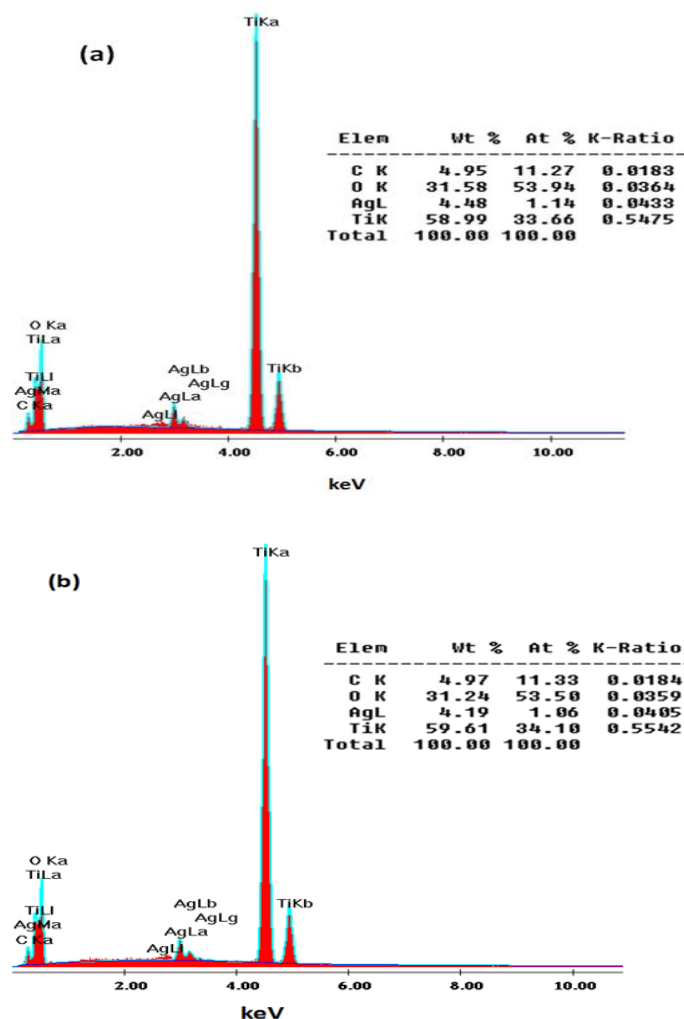 TiKa
(a)
Elem Wt % At % K-Ratio
C K 4.95 11.27 0.0183
O K 31.58 53.94 0.0364
AgL 4.48 1.14 0.0433
TiK 58.99 33.66 0.5475
Total 100.00 100.00
O Ka
TiLa
TiLl
AgMa
C Ka
AgLb
AgLg
AgLa
AgLl
TiKb
2.00 4.00 6.00 8.00 10.00
keV
TiKa
(b)
Elem Wt % At % K-Ratio
C K 4.97 11.33 0.0184
O K 31.24 53.50 0.0359
AgL 4.19 1.06 0.0405
TiK 59.61 34.10 0.5542
Total 100.00 100.00
O Ka
TiLa
TiLl
AgMa
C Ka
AgLb
AgLg
AgLa
AgLl
TiKb
2.00 4.00 6.00 8.00 10.00
keV